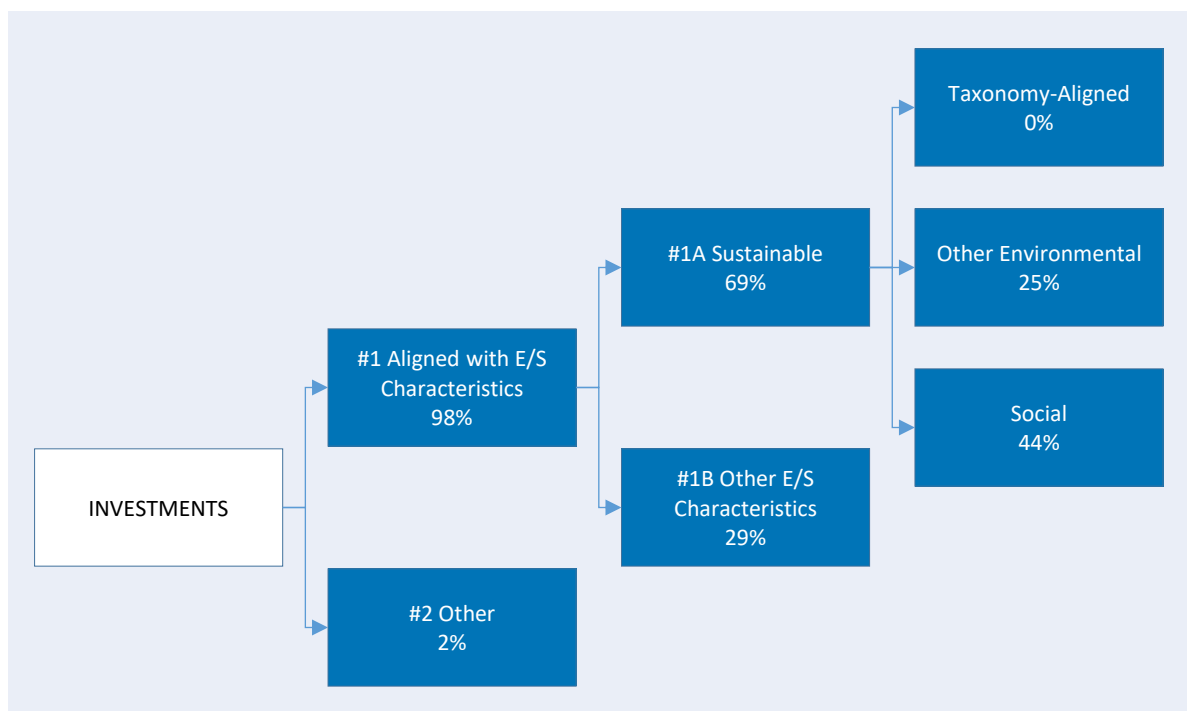 INVESTMENTS
#1 Aligned with E/S
Characteristics
98%
#2 Other
2%
#1A Sustainable
69%
#1B Other E/S
Characteristics
29%
Taxonomy-Aligned
0%
Other Environmental
25%
Social
44%